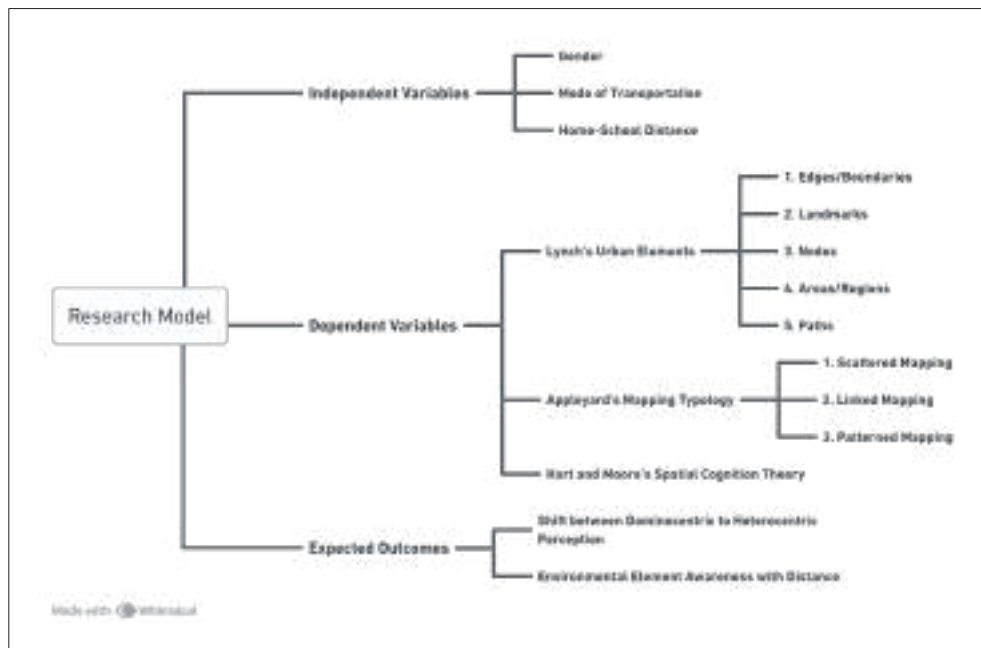 Gender
Independent Variables
Mode of Transportation
Home-School Distance
1. Edges/Boundaries
2. Landmarks
Lynch's Urban Elements
3. Nodes
4. Areas/Regions
Research Model
Dependent Variables
5. Paths
1. Scattered Mapping
Appleyard's Mapping Typology
2. Linked Mapping
3. Patterned Mapping
Hart and Moore's Spatial Cognition Theory
Shift between Domineocentric to Heterocentric
Perception
Expected Outcomes
Environmental Element Awareness with Distance
Made with Whimsical